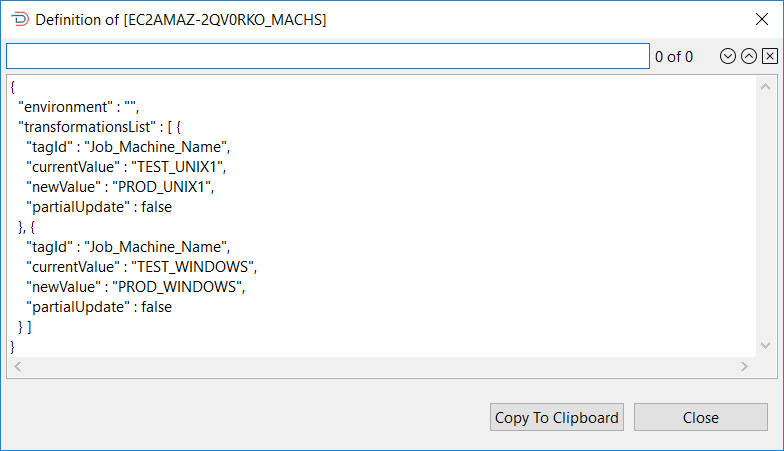 Definition of [EC2AMAZ-2QV0RKO_MACHS]
0 of 0
{
"environment" : "",
"transformationsList" : [ {
"tagId" : "Job_Machine_Name",
"currentValue" : "TEST_UNIX1",
"newValue" : "PROD_UNIX1",
"partialUpdate" : false
}, {
"tagId" : "Job_Machine_Name",
"currentValue" : "TEST_WINDOWS",
"newValue" : "PROD_WINDOWS",
"partialUpdate" : false
} ]
}
Copy To Clipboard
Close